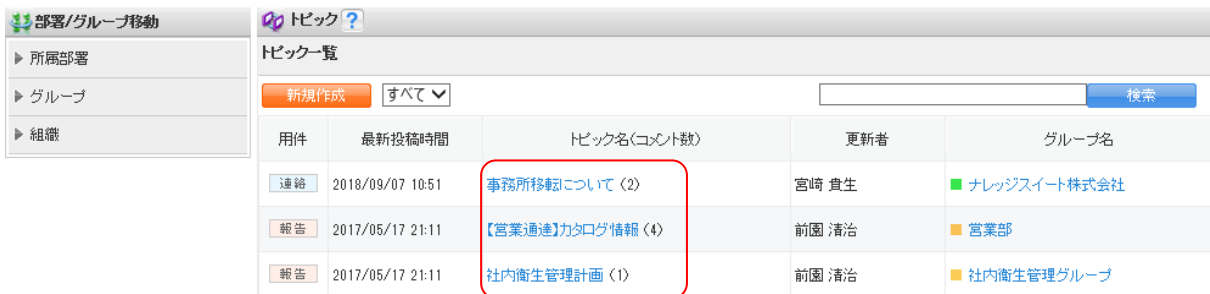 部署/グループ移動
▶ 所属部署
▶ グループ
▶ 組織
トピック ?
トピック一覧
新規作成 すべて 検索
用件 最新投稿時間 トピック名(コメント数) 更新者 グループ名
連絡 2018/09/07 10:51 事務所移転について (2) 宮崎 貴生 ナレッジスイート株式会社
報告 2017/05/17 21:11 【営業通達】カタログ情報 (4) 前園 清治 営業部
報告 2017/05/17 21:11 社内衛生管理計画 (1) 前園 清治 社内衛生管理グループ